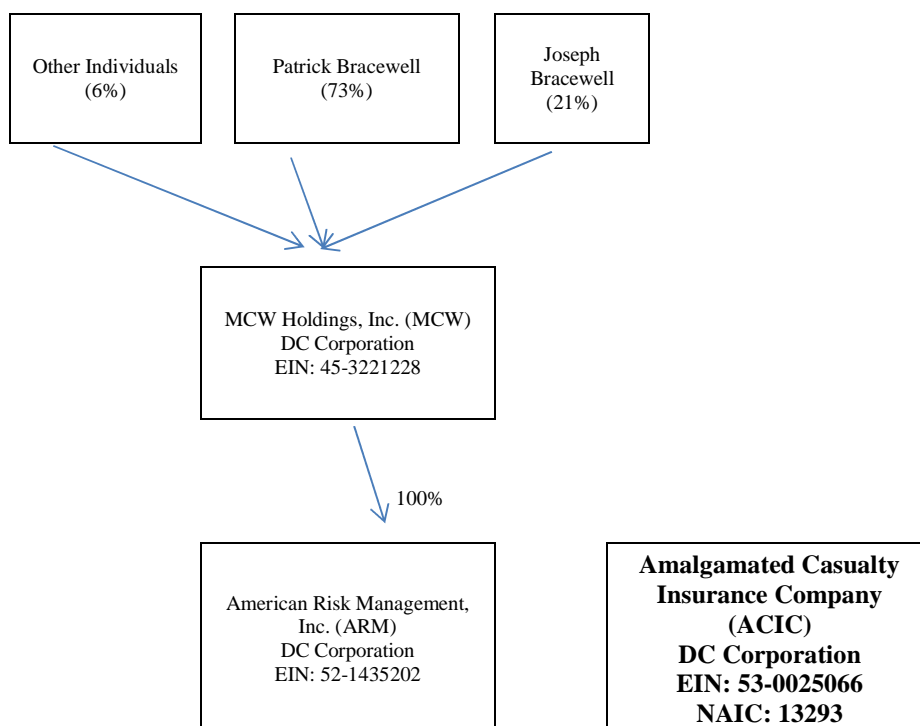 Other Individuals
(6%)
Patrick Bracewell
(73%)
Joseph
Bracewell
(21%)
MCW Holdings, Inc. (MCW)
DC Corporation
EIN: 45-3221228
100%
American Risk Management,
Inc. (ARM)
DC Corporation
EIN: 52-1435202
Amalgamated Casualty
Insurance Company
(ACIC)
DC Corporation
EIN: 53-0025066
NAIC: 13293